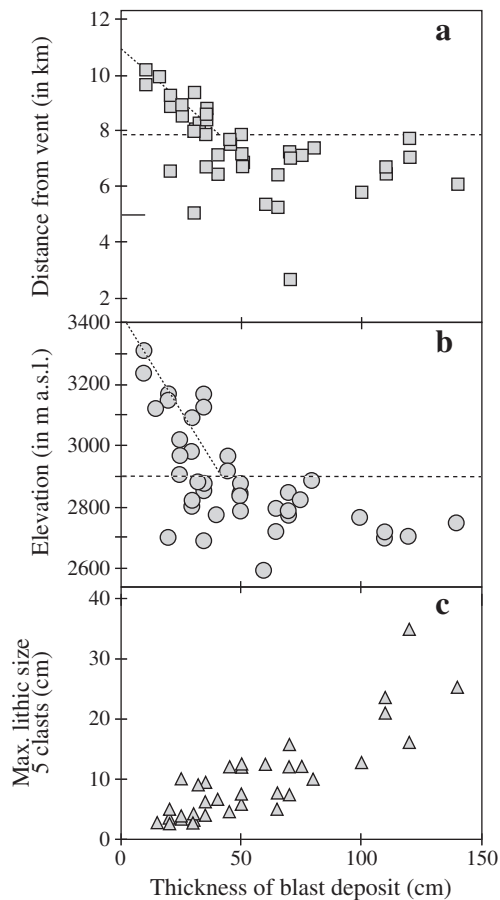 a
12
10
8
6
4
2
Distance from vent (in km)
b
3400
3200
3000
2800
2600
Elevation (in m a.s.l.)
c
40
30
20
10
0
Max. lithic size
5 clasts (cm)
0 50 100 150
Thickness of blast deposit (cm)